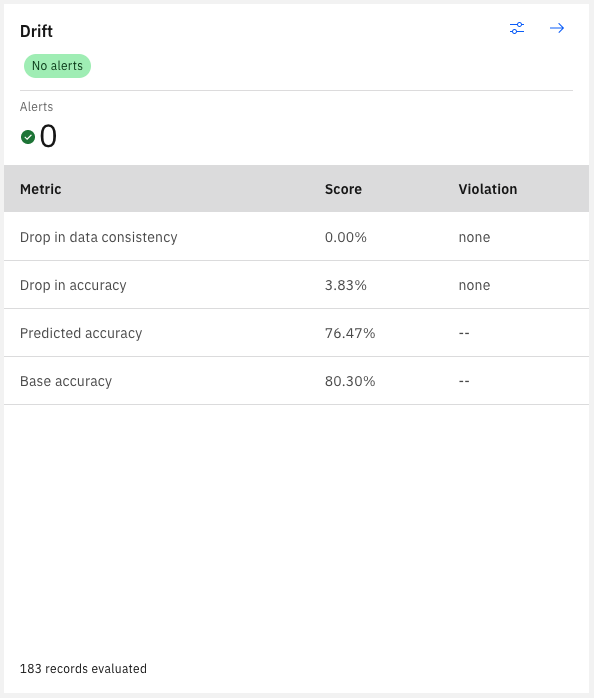 Drift
No alerts
Alerts
0
Metric Score Violation
Drop in data consistency 0.00% none
Drop in accuracy 3.83% none
Predicted accuracy 76.47% --
Base accuracy 80.30% --
183 records evaluated